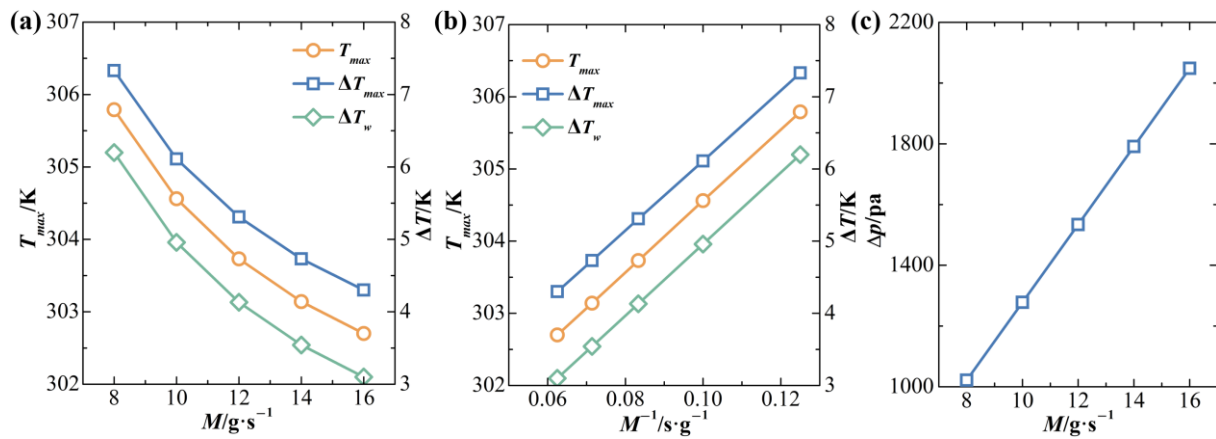 (a)
307
306
305
304
303
302
T_max/K
8
7
6
5
4
3
ΔT/K
8 10 12 14 16
M/g·s⁻¹
T_max
ΔT_max
ΔT_w
(b)
307
306
305
304
303
302
T_max/K
8
7
6
5
4
3
ΔT/K
0.06 0.08 0.10 0.12
M⁻¹/s·g⁻¹
T_max
ΔT_max
ΔT_w
(c)
2200
1800
1400
1000
Δp/pa
8 10 12 14 16
M/g·s⁻¹